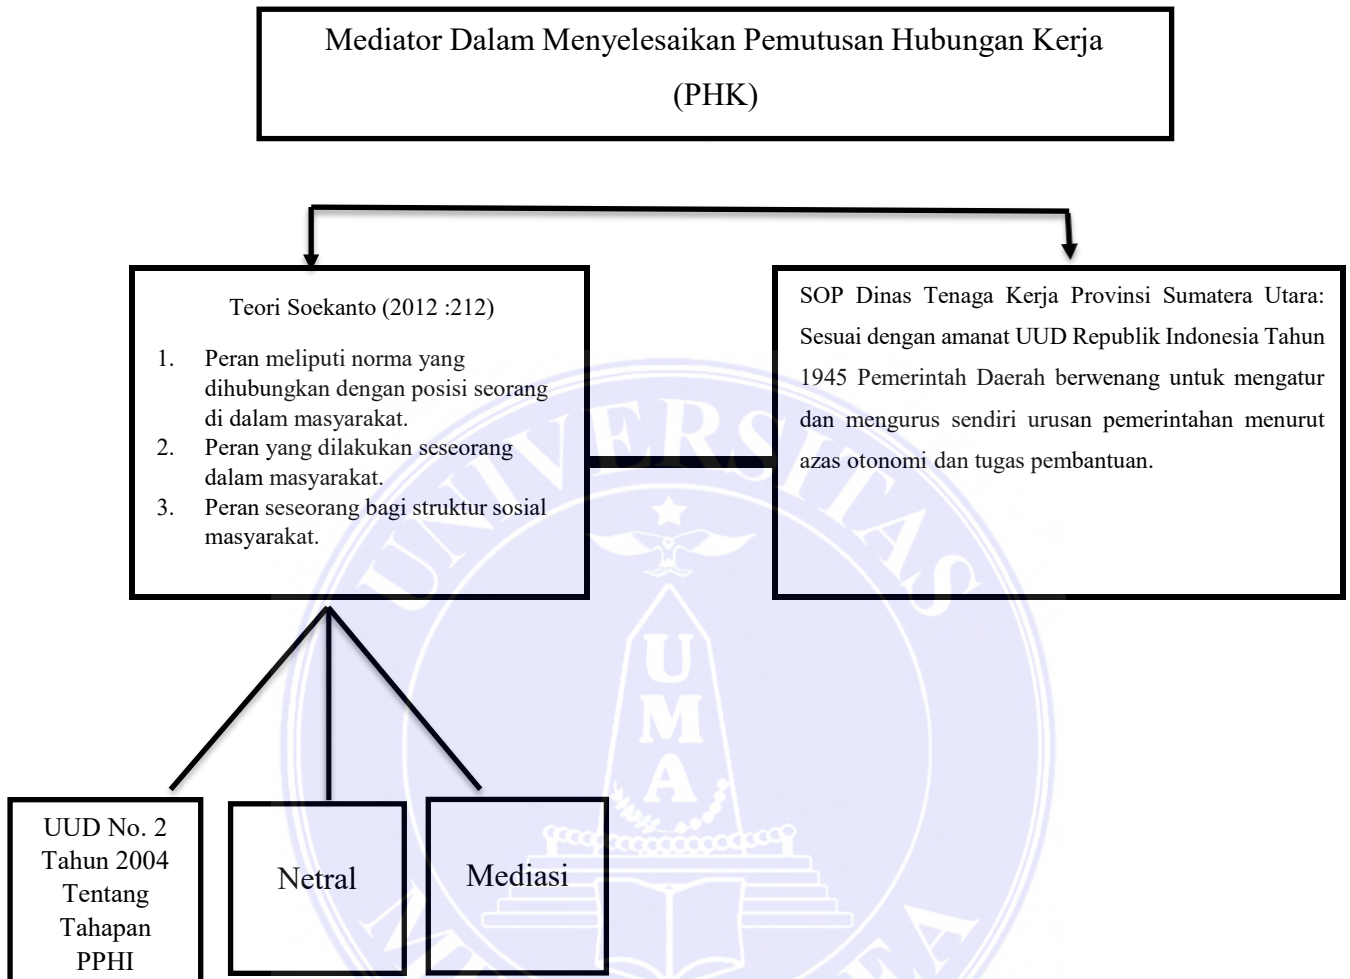 Mediator Dalam Menyelesaikan Pemutusan Hubungan Kerja
(PHK)
Teori Soekanto (2012 :212)
1. Peran meliputi norma yang
dihubungkan dengan posisi seorang
di dalam masyarakat.
2. Peran yang dilakukan seseorang
dalam masyarakat.
3. Peran seseorang bagi struktur sosial
masyarakat.
SOP Dinas Tenaga Kerja Provinsi Sumatera Utara:
Sesuai dengan amanat UUD Republik Indonesia Tahun
1945 Pemerintah Daerah berwenang untuk mengatur
dan mengurus sendiri urusan pemerintahan menurut
azas otonomi dan tugas pembantuan.
UUD No. 2
Tahun 2004
Tentang
Tahapan
PPHI
Netral
Mediasi
UNIVERSITAS
U
M
A